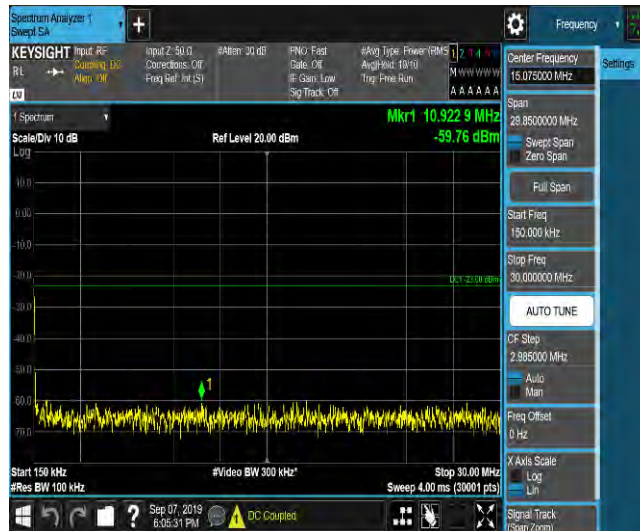 Spectrum Analyzer 1
Swept SA
+
Frequency
KEYSIGHT
RL
Input: RF
Coupling: DC
Align: Off
Input Z: 50 Ω
Corrections: Off
Freq Ref: Int (S)
#Atten: 30 dB
PNO: Fast
Gate: Off
IF Gain: Low
Sig Track: Off
#Avg Type: Power (RMS
Avg|Hold: 10/10
Trig: Free Run
M W W W W W
A A A A A A
1 Spectrum
Scale/Div 10 dB
Log
Ref Level 20.00 dBm
Mkr1 10.922 9 MHz
-59.76 dBm
10.0
0.00
-10.0
-20.0
-30.0
-40.0
-50.0
-60.0
-70.0
DL1 -23.00 dBm
1
Start 150 kHz
#Res BW 100 kHz
#Video BW 300 kHz*
Stop 30.00 MHz
Sweep 4.00 ms (30001 pts)
Center Frequency
15.075000 MHz
Settings
Span
29.8500000 MHz
Swept Span
Zero Span
Full Span
Start Freq
150.000 kHz
Stop Freq
30.000000 MHz
AUTO TUNE
CF Step
2.985000 MHz
Auto
Man
Freq Offset
0 Hz
X Axis Scale
Log
Lin
Signal Track
(Span Zoom)
?
Sep 07, 2019
6:05:31 PM
DC Coupled